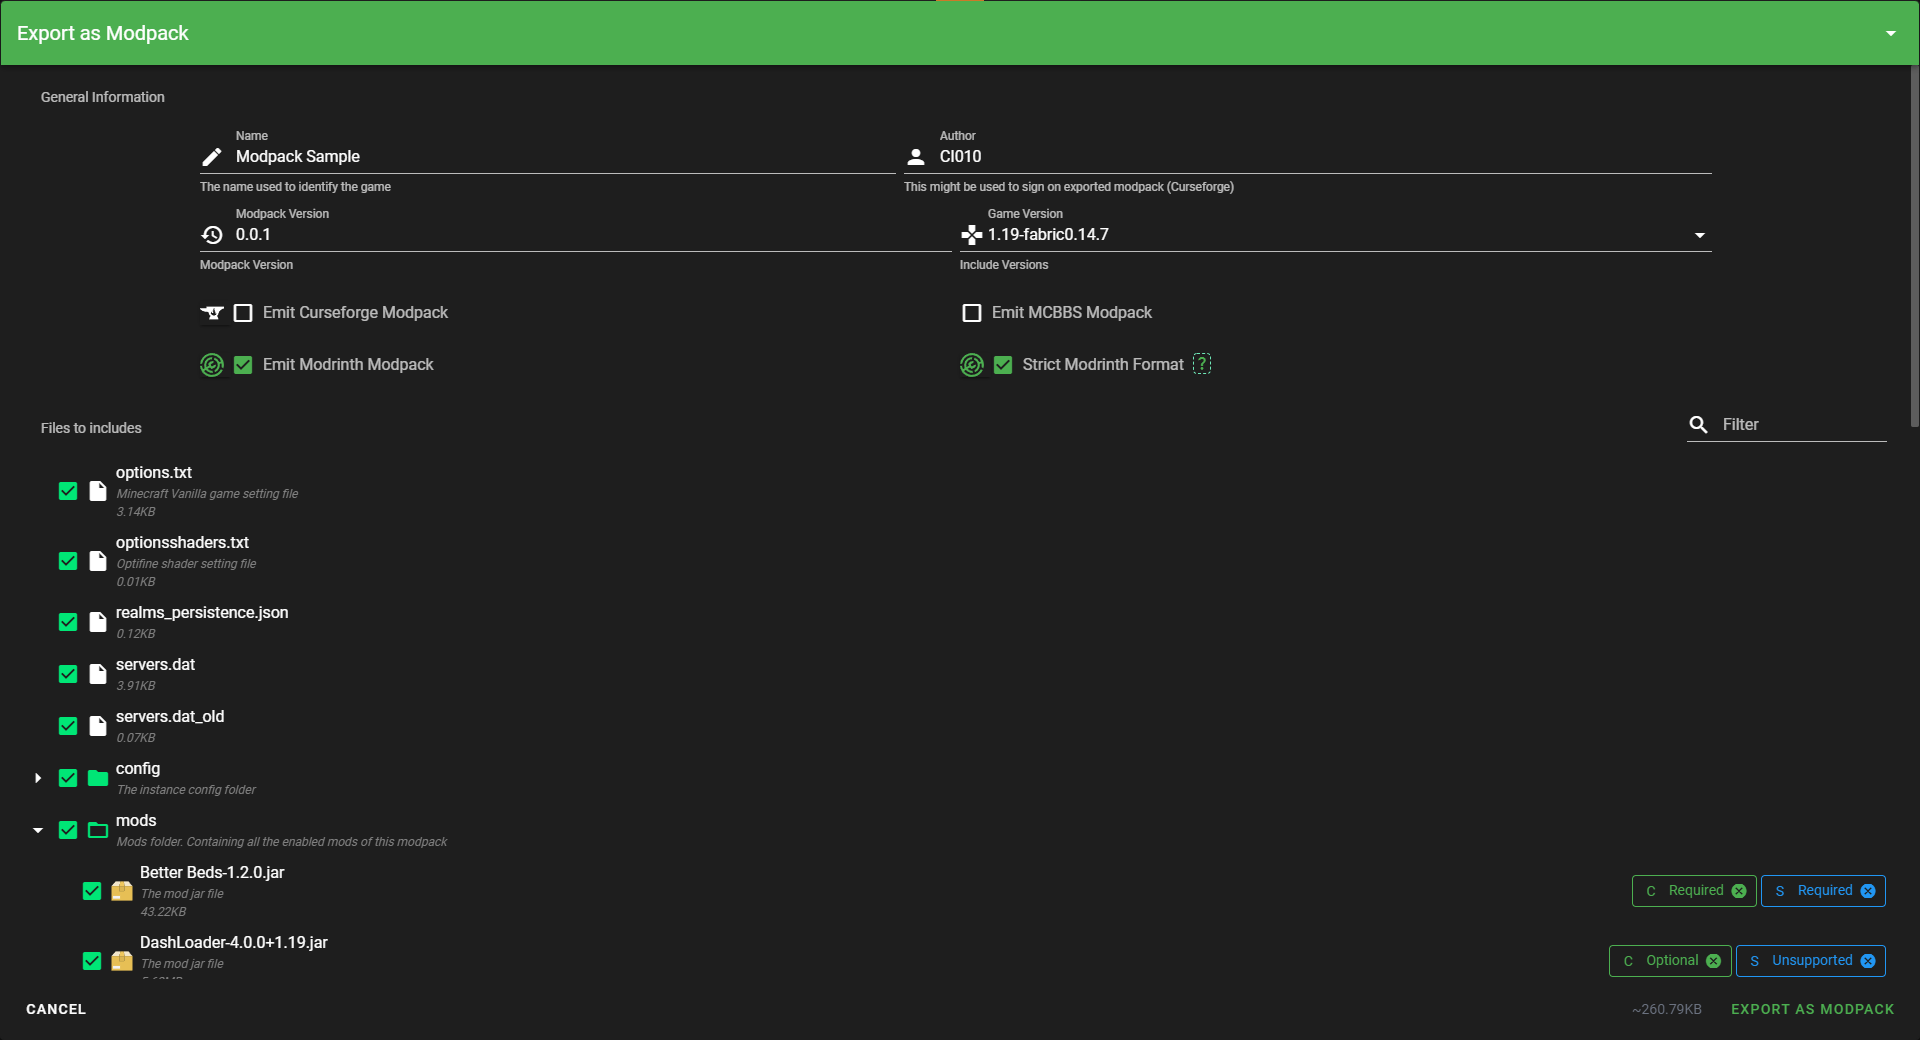 Export as Modpack
General Information
Name
Modpack Sample
The name used to identify the game
Author
CI010
This might be used to sign on exported modpack (Curseforge)
Modpack Version
0.0.1
Modpack Version
Game Version
1.19-fabric0.14.7
Include Versions
Emit Curseforge Modpack
Emit MCBBS Modpack
Emit Modrinth Modpack
Strict Modrinth Format ?
Files to includes
Filter
options.txt
Minecraft Vanilla game setting file
3.14KB
optionsshaders.txt
Optifine shader setting file
0.01KB
realms_persistence.json
0.12KB
servers.dat
3.91KB
servers.dat_old
0.07KB
config
The instance config folder
mods
Mods folder. Containing all the enabled mods of this modpack
Better Beds-1.2.0.jar
The mod jar file
43.22KB
C Required
S Required
DashLoader-4.0.0+1.19.jar
The mod jar file
C Optional
S Unsupported
CANCEL
~260.79KB
EXPORT AS MODPACK